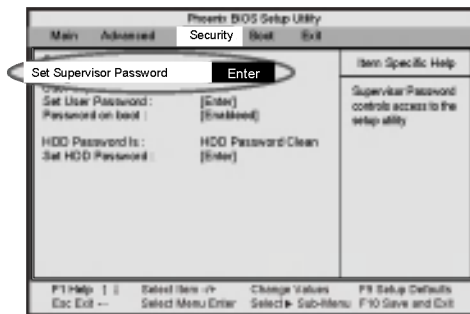 Phoenix BIOS Setup Utility
Main Advanced Security Boot Exit
Item Specific Help
Set Supervisor Password Enter
Supervisor Password
controls access to the
setup utility
Set User Password : [Enter]
Password on boot : [Enabled]
HDD Password Is : HDD Password Clean
Set HDD Password : [Enter]
F1 Help Select Item -/+ Change Values F9 Setup Defaults
Esc Exit Select Menu Enter Select Sub-Menu F10 Save and Exit